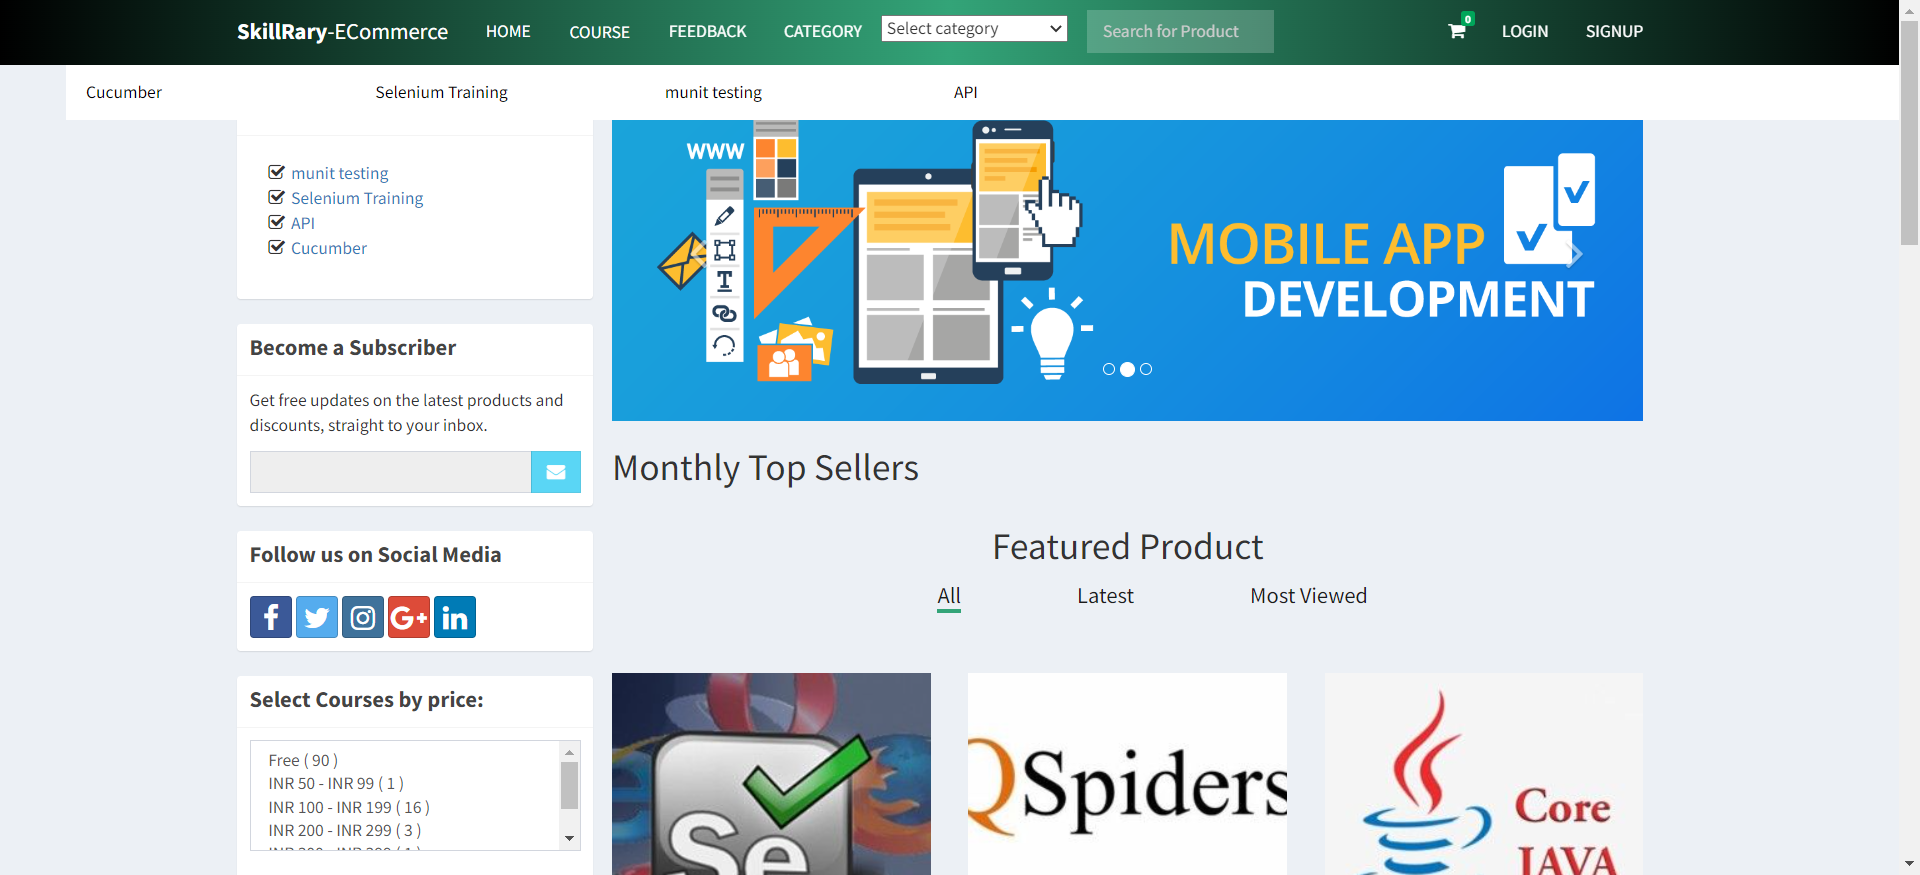 SkillRary-ECommerce HOME COURSE FEEDBACK CATEGORY Select category Search for Product 0 LOGIN SIGNUP
Cucumber Selenium Training munit testing API
munit testing
Selenium Training
API
Cucumber
WWW
T
MOBILE APP
DEVELOPMENT
Become a Subscriber
Get free updates on the latest products and
discounts, straight to your inbox.
Follow us on Social Media
Select Courses by price:
Free ( 90 )
INR 50 - INR 99 ( 1 )
INR 100 - INR 199 ( 16 )
INR 200 - INR 299 ( 3 )
Monthly Top Sellers
Featured Product
All Latest Most Viewed
Se
QSpiders
Core
JAVA